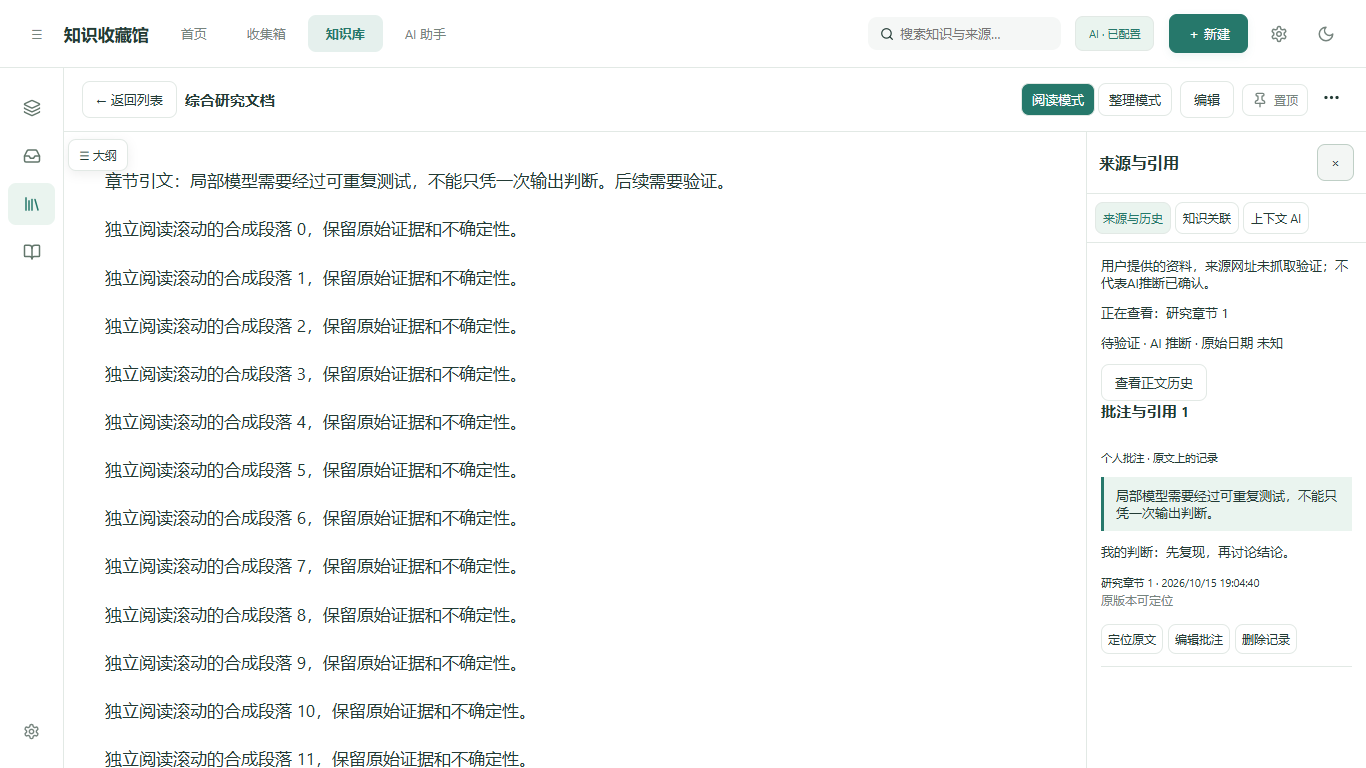 知识收藏馆
首页
收集箱
知识库
AI 助手
搜索知识与来源...
AI · 已配置
+ 新建
← 返回列表
综合研究文档
阅读模式
整理模式
编辑
置顶
大纲
章节引文：局部模型需要经过可重复测试，不能只凭一次输出判断。后续需要验证。
独立阅读滚动的合成段落 0，保留原始证据和不确定性。
独立阅读滚动的合成段落 1，保留原始证据和不确定性。
独立阅读滚动的合成段落 2，保留原始证据和不确定性。
独立阅读滚动的合成段落 3，保留原始证据和不确定性。
独立阅读滚动的合成段落 4，保留原始证据和不确定性。
独立阅读滚动的合成段落 5，保留原始证据和不确定性。
独立阅读滚动的合成段落 6，保留原始证据和不确定性。
独立阅读滚动的合成段落 7，保留原始证据和不确定性。
独立阅读滚动的合成段落 8，保留原始证据和不确定性。
独立阅读滚动的合成段落 9，保留原始证据和不确定性。
独立阅读滚动的合成段落 10，保留原始证据和不确定性。
独立阅读滚动的合成段落 11，保留原始证据和不确定性。
来源与引用
×
来源与历史
知识关联
上下文 AI
用户提供的资料，来源网址未抓取验证；不
代表AI推断已确认。
正在查看：研究章节 1
待验证 · AI 推断 · 原始日期 未知
查看正文历史
批注与引用 1
个人批注 · 原文上的记录
局部模型需要经过可重复测试，不能只
凭一次输出判断。
我的判断：先复现，再讨论结论。
研究章节 1 · 2026/10/15 19:04:40
原版本可定位
定位原文
编辑批注
删除记录